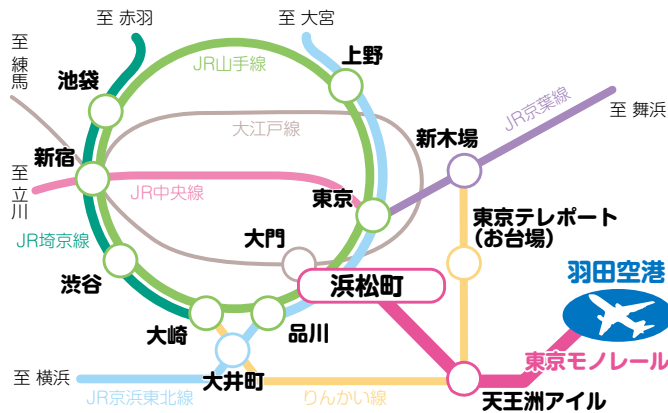 至 赤羽
至 大宮
至 練馬
JR山手線
上野
池袋
大江戸線
JR京葉線
至 舞浜
新木場
新宿
至 立川
JR中央線
東京
東京テレポート
(お台場)
JR埼京線
大門
渋谷
浜松町
羽田空港
大崎
品川
東京モノレール
至 横浜
大井町
JR京浜東北線
りんかい線
天王洲アイル